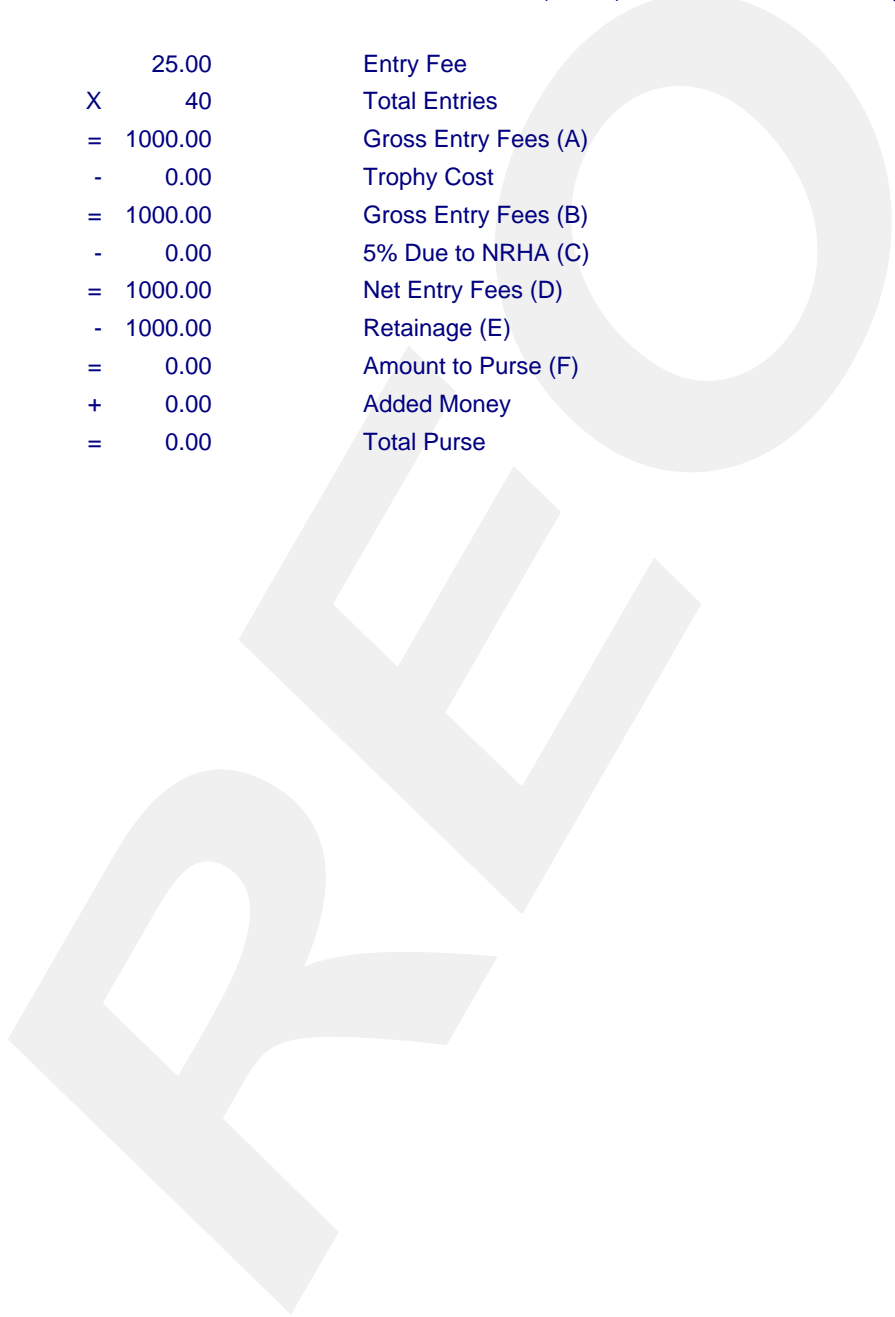 25.00 Entry Fee
X 40 Total Entries
= 1000.00 Gross Entry Fees (A)
- 0.00 Trophy Cost
= 1000.00 Gross Entry Fees (B)
- 0.00 5% Due to NRHA (C)
= 1000.00 Net Entry Fees (D)
- 1000.00 Retainage (E)
= 0.00 Amount to Purse (F)
+ 0.00 Added Money
= 0.00 Total Purse
REO